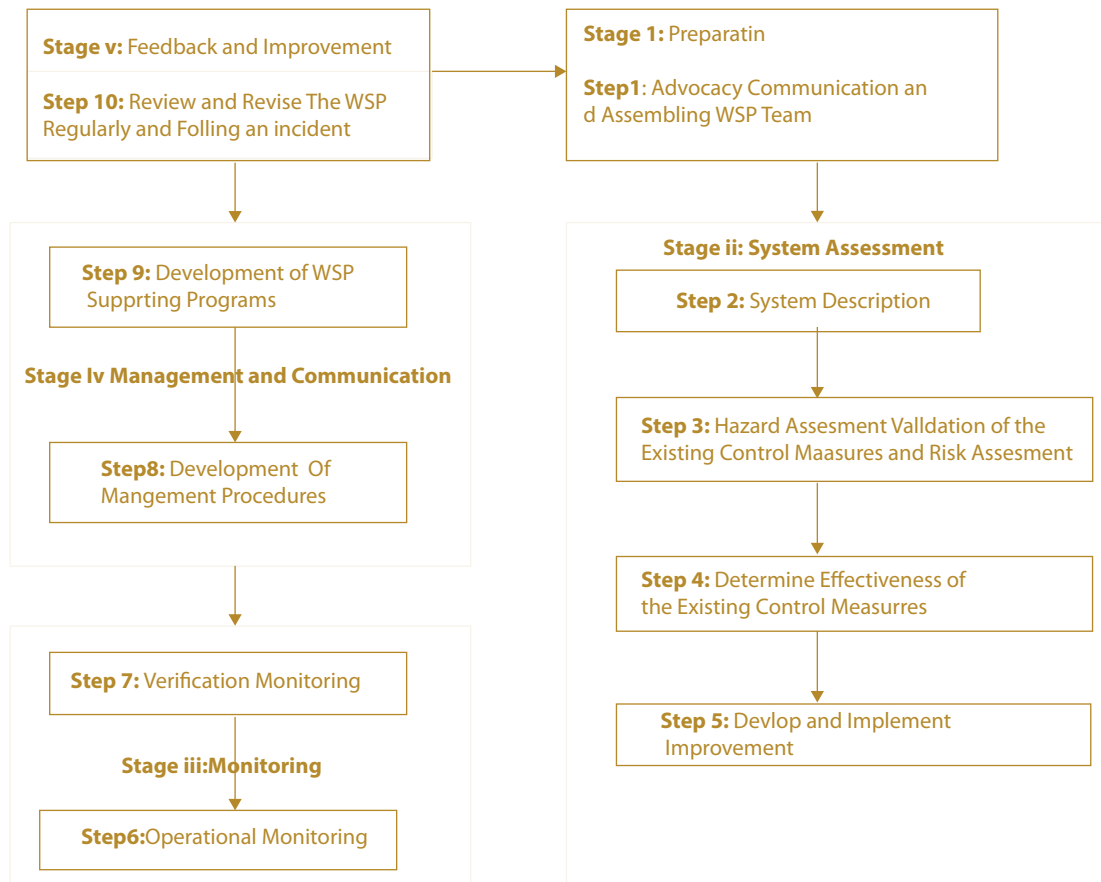 Stage v: Feedback and Improvement
Step 10: Review and Revise The WSP
Regularly and Folling an incident
Stage 1: Preparatin
Step1: Advocacy Communication an
d Assembling WSP Team
Step 9: Development of WSP
Supprting Programs
Stage Iv Management and Communication
Step8: Development Of
Mangement Procedures
Step 7: Verification Monitoring
Stage iii:Monitoring
Step6:Operational Monitoring
Stage ii: System Assessment
Step 2: System Description
Step 3: Hazard Assesment Valldation of the
Existing Control Maasures and Risk Assesment
Step 4: Determine Effectiveness of
the Existing Control Measurres
Step 5: Devlop and Implement
Improvement